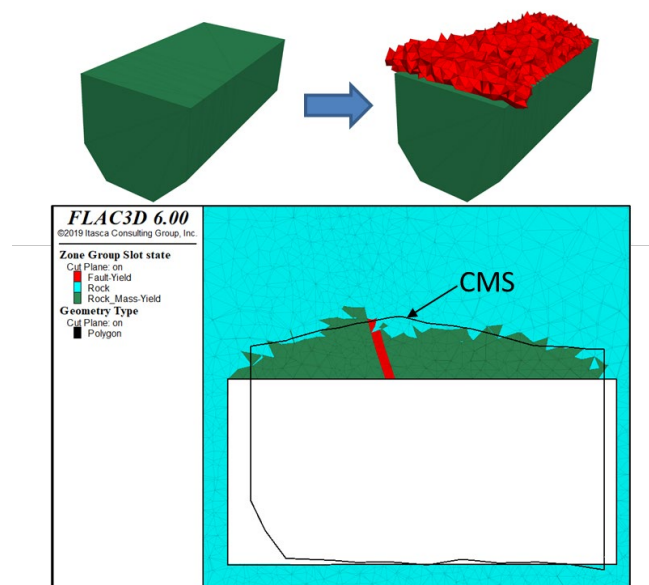 FLAC3D 6.00
©2019 Itasca Consulting Group, Inc.
Zone Group Slot state
Cut Plane: on
Fault-Yield
Rock
Rock_Mass-Yield
Geometry Type
Cut Plane: on
Polygon
CMS